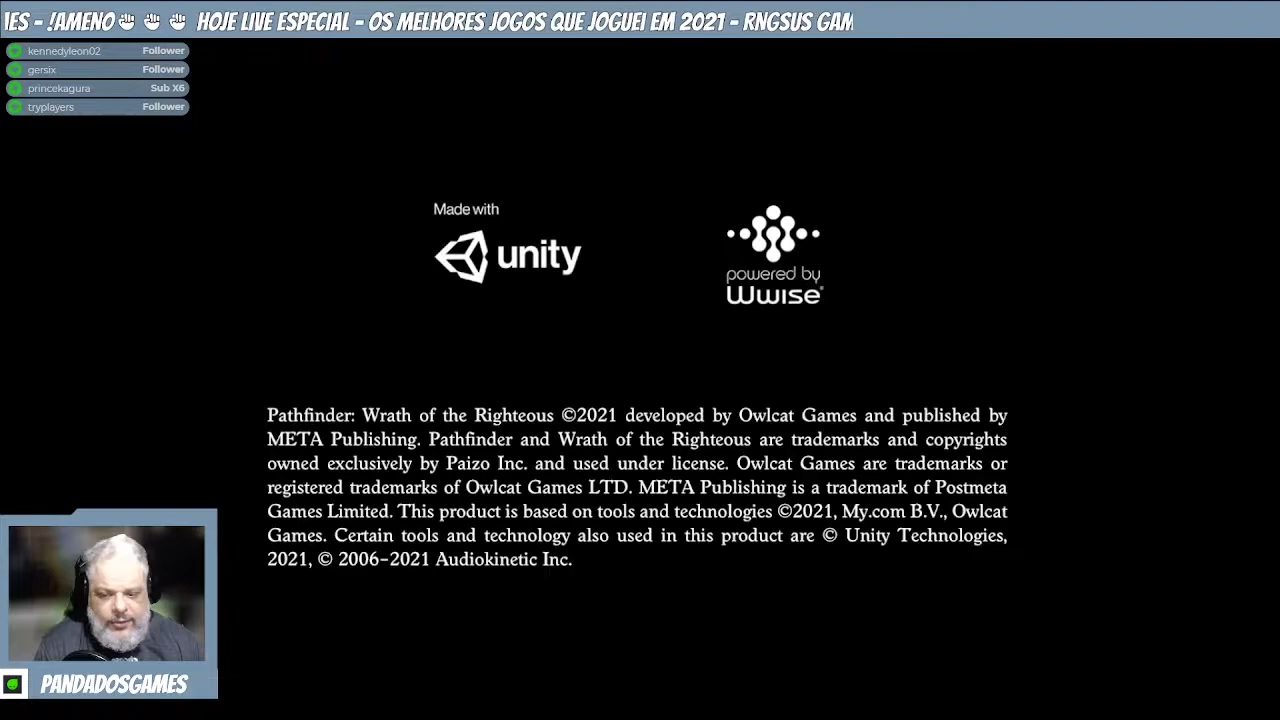 IES - !AMENO HOJE LIVE ESPECIAL - OS MELHORES JOGOS QUE JOGUEI EM 2021 - RNGSUS GAM
kennedyleon02 Follower
gersix Follower
princekagura Sub X6
tryplayers Follower
Made with
unity
powered by
Wwise
Pathfinder: Wrath of the Righteous ©2021 developed by Owlcat Games and published by
META Publishing. Pathfinder and Wrath of the Righteous are trademarks and copyrights
owned exclusively by Paizo Inc. and used under license. Owlcat Games are trademarks or
registered trademarks of Owlcat Games LTD. META Publishing is a trademark of Postmeta
Games Limited. This product is based on tools and technologies ©2021, My.com B.V., Owlcat
Games. Certain tools and technology also used in this product are © Unity Technologies,
2021, © 2006-2021 Audiokinetic Inc.
PANDADOSGAMES